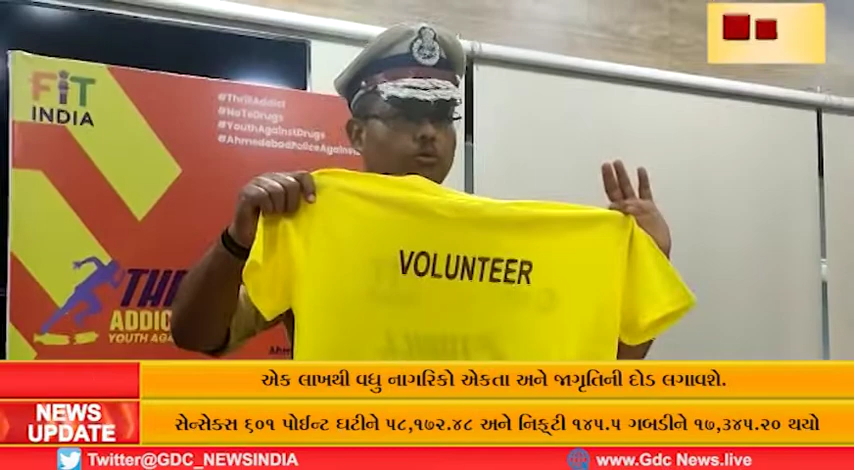 FIT
INDIA
#ThrillAddict
#NoToDrugs
#YouthAgainstDrugs
#AhmedabadPoliceAgains
VOLUNTEER
ADDIC
YOUTH AGA
એક લાખથી વધુ નાગરિકો એકતા અને જાગૃતિની દોડ લગાવશે.
NEWS
UPDATE
સેન્સેક્સ ૬૦૧ પોઈન્ટ ઘટીને ૫૮,૧૭૨.૪૮ અને નિફ્ટી ૧૪૫.૫ ગબડીને ૧૭,૩૪૫.૨૦ થયો
Twitter@GDC_NEWSINDIA
www.Gdc News.live